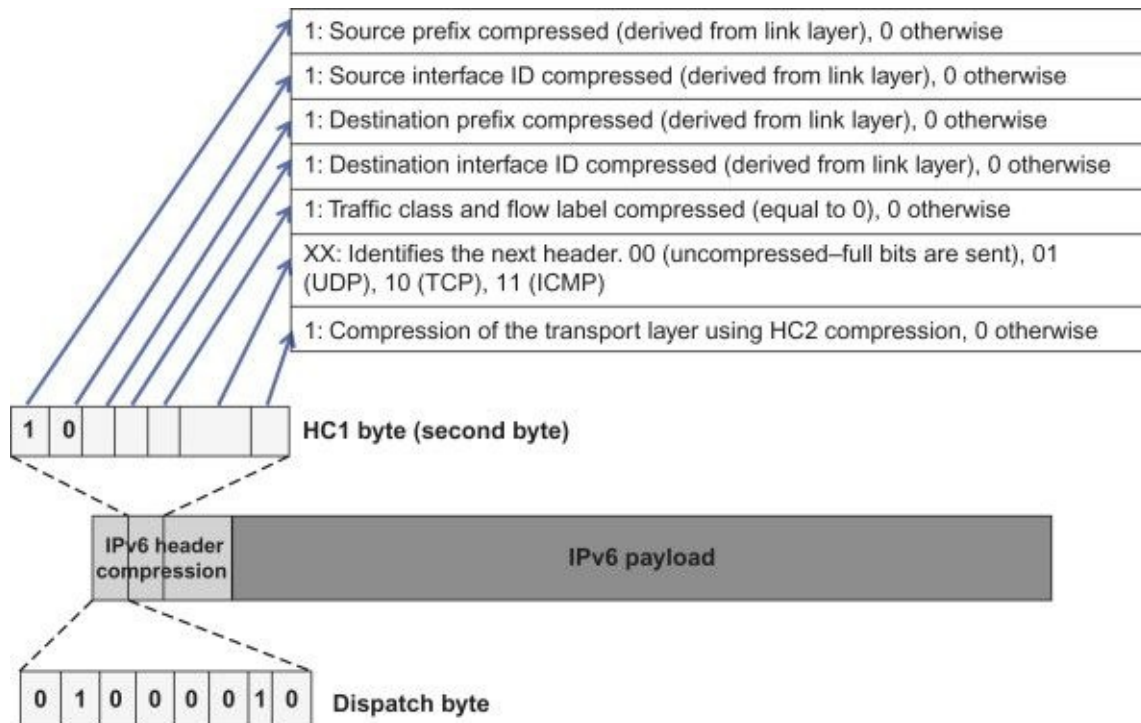 1: Source prefix compressed (derived from link layer), 0 otherwise
1: Source interface ID compressed (derived from link layer), 0 otherwise
1: Destination prefix compressed (derived from link layer), 0 otherwise
1: Destination interface ID compressed (derived from link layer), 0 otherwise
1: Traffic class and flow label compressed (equal to 0), 0 otherwise
XX: Identifies the next header. 00 (uncompressed–full bits are sent), 01
(UDP), 10 (TCP), 11 (ICMP)
1: Compression of the transport layer using HC2 compression, 0 otherwise
1 0 HC1 byte (second byte)
IPv6 header
compression
IPv6 payload
0 1 0 0 0 0 1 0 Dispatch byte